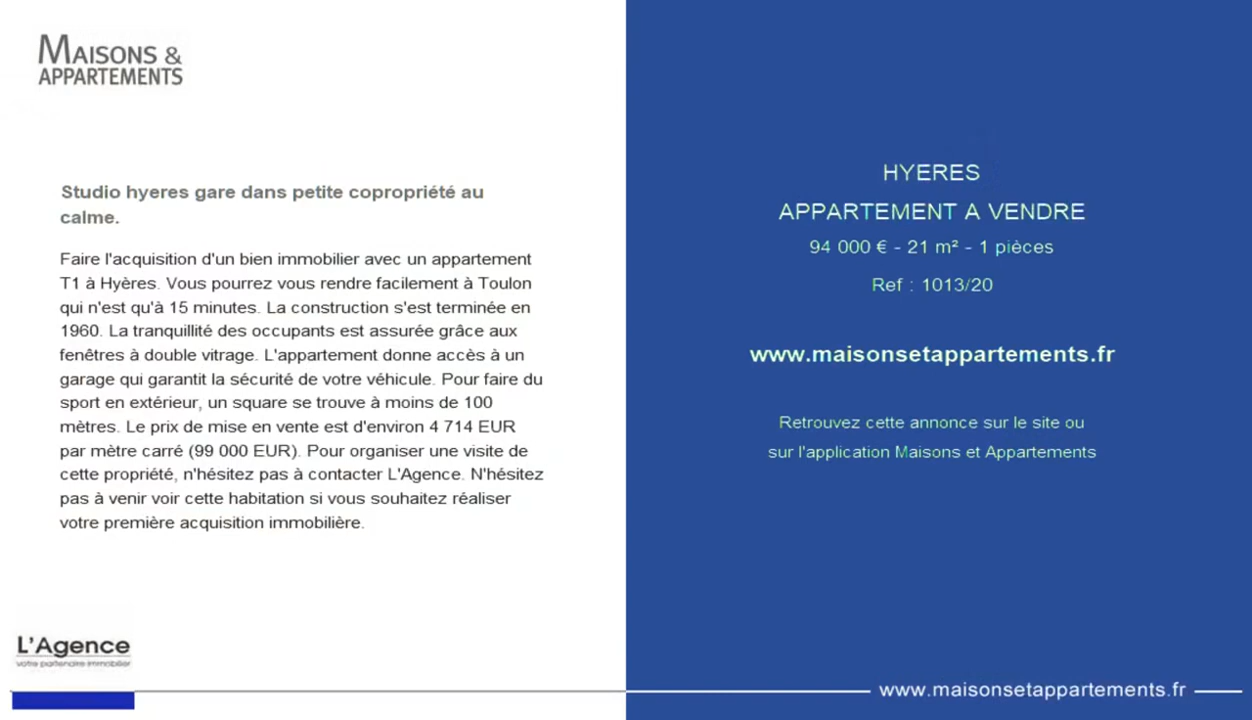 MAISONS &
APPARTEMENTS
Studio hyeres gare dans petite copropriété au
calme.
Faire l'acquisition d'un bien immobilier avec un appartement
T1 à Hyères. Vous pourrez vous rendre facilement à Toulon
qui n'est qu'à 15 minutes. La construction s'est terminée en
1960. La tranquillité des occupants est assurée grâce aux
fenêtres à double vitrage. L'appartement donne accès à un
garage qui garantit la sécurité de votre véhicule. Pour faire du
sport en extérieur, un square se trouve à moins de 100
mètres. Le prix de mise en vente est d'environ 4 714 EUR
par mètre carré (99 000 EUR). Pour organiser une visite de
cette propriété, n'hésitez pas à contacter L'Agence. N'hésitez
pas à venir voir cette habitation si vous souhaitez réaliser
votre première acquisition immobilière.
L'Agence
votre partenaire immobilier
HYERES
APPARTEMENT A VENDRE
94 000 € - 21 m² - 1 pièces
Ref : 1013/20
www.maisonsetappartements.fr
Retrouvez cette annonce sur le site ou
sur l'application Maisons et Appartements
www.maisonsetappartements.fr